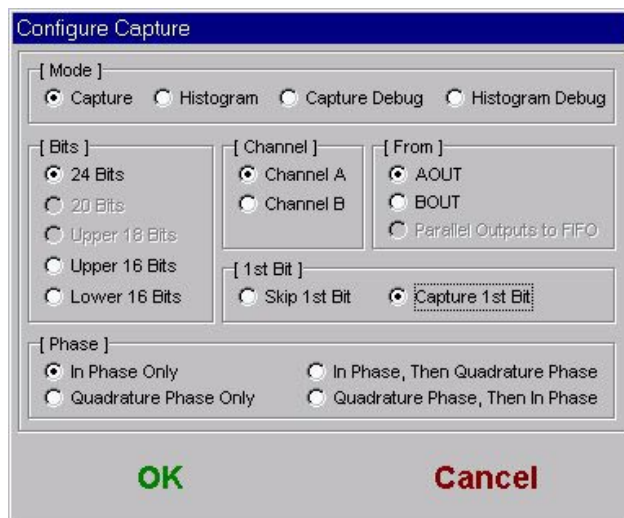 Configure Capture
[ Mode ]
Capture Histogram Capture Debug Histogram Debug
[ Bits ]
24 Bits
20 Bits
Upper 18 Bits
Upper 16 Bits
Lower 16 Bits
[ Channel ]
Channel A
Channel B
[ From ]
AOUT
BOUT
Parallel Outputs to FIFO
[ 1st Bit ]
Skip 1st Bit Capture 1st Bit
[ Phase ]
In Phase Only In Phase, Then Quadrature Phase
Quadrature Phase Only Quadrature Phase, Then In Phase
OK Cancel